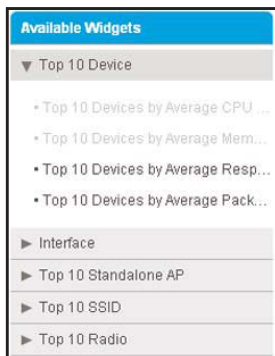 Available Widgets
▼ Top 10 Device
• Top 10 Devices by Average CPU ...
• Top 10 Devices by Average Mem...
• Top 10 Devices by Average Resp...
• Top 10 Devices by Average Pack...
▶ Interface
▶ Top 10 Standalone AP
▶ Top 10 SSID
▶ Top 10 Radio